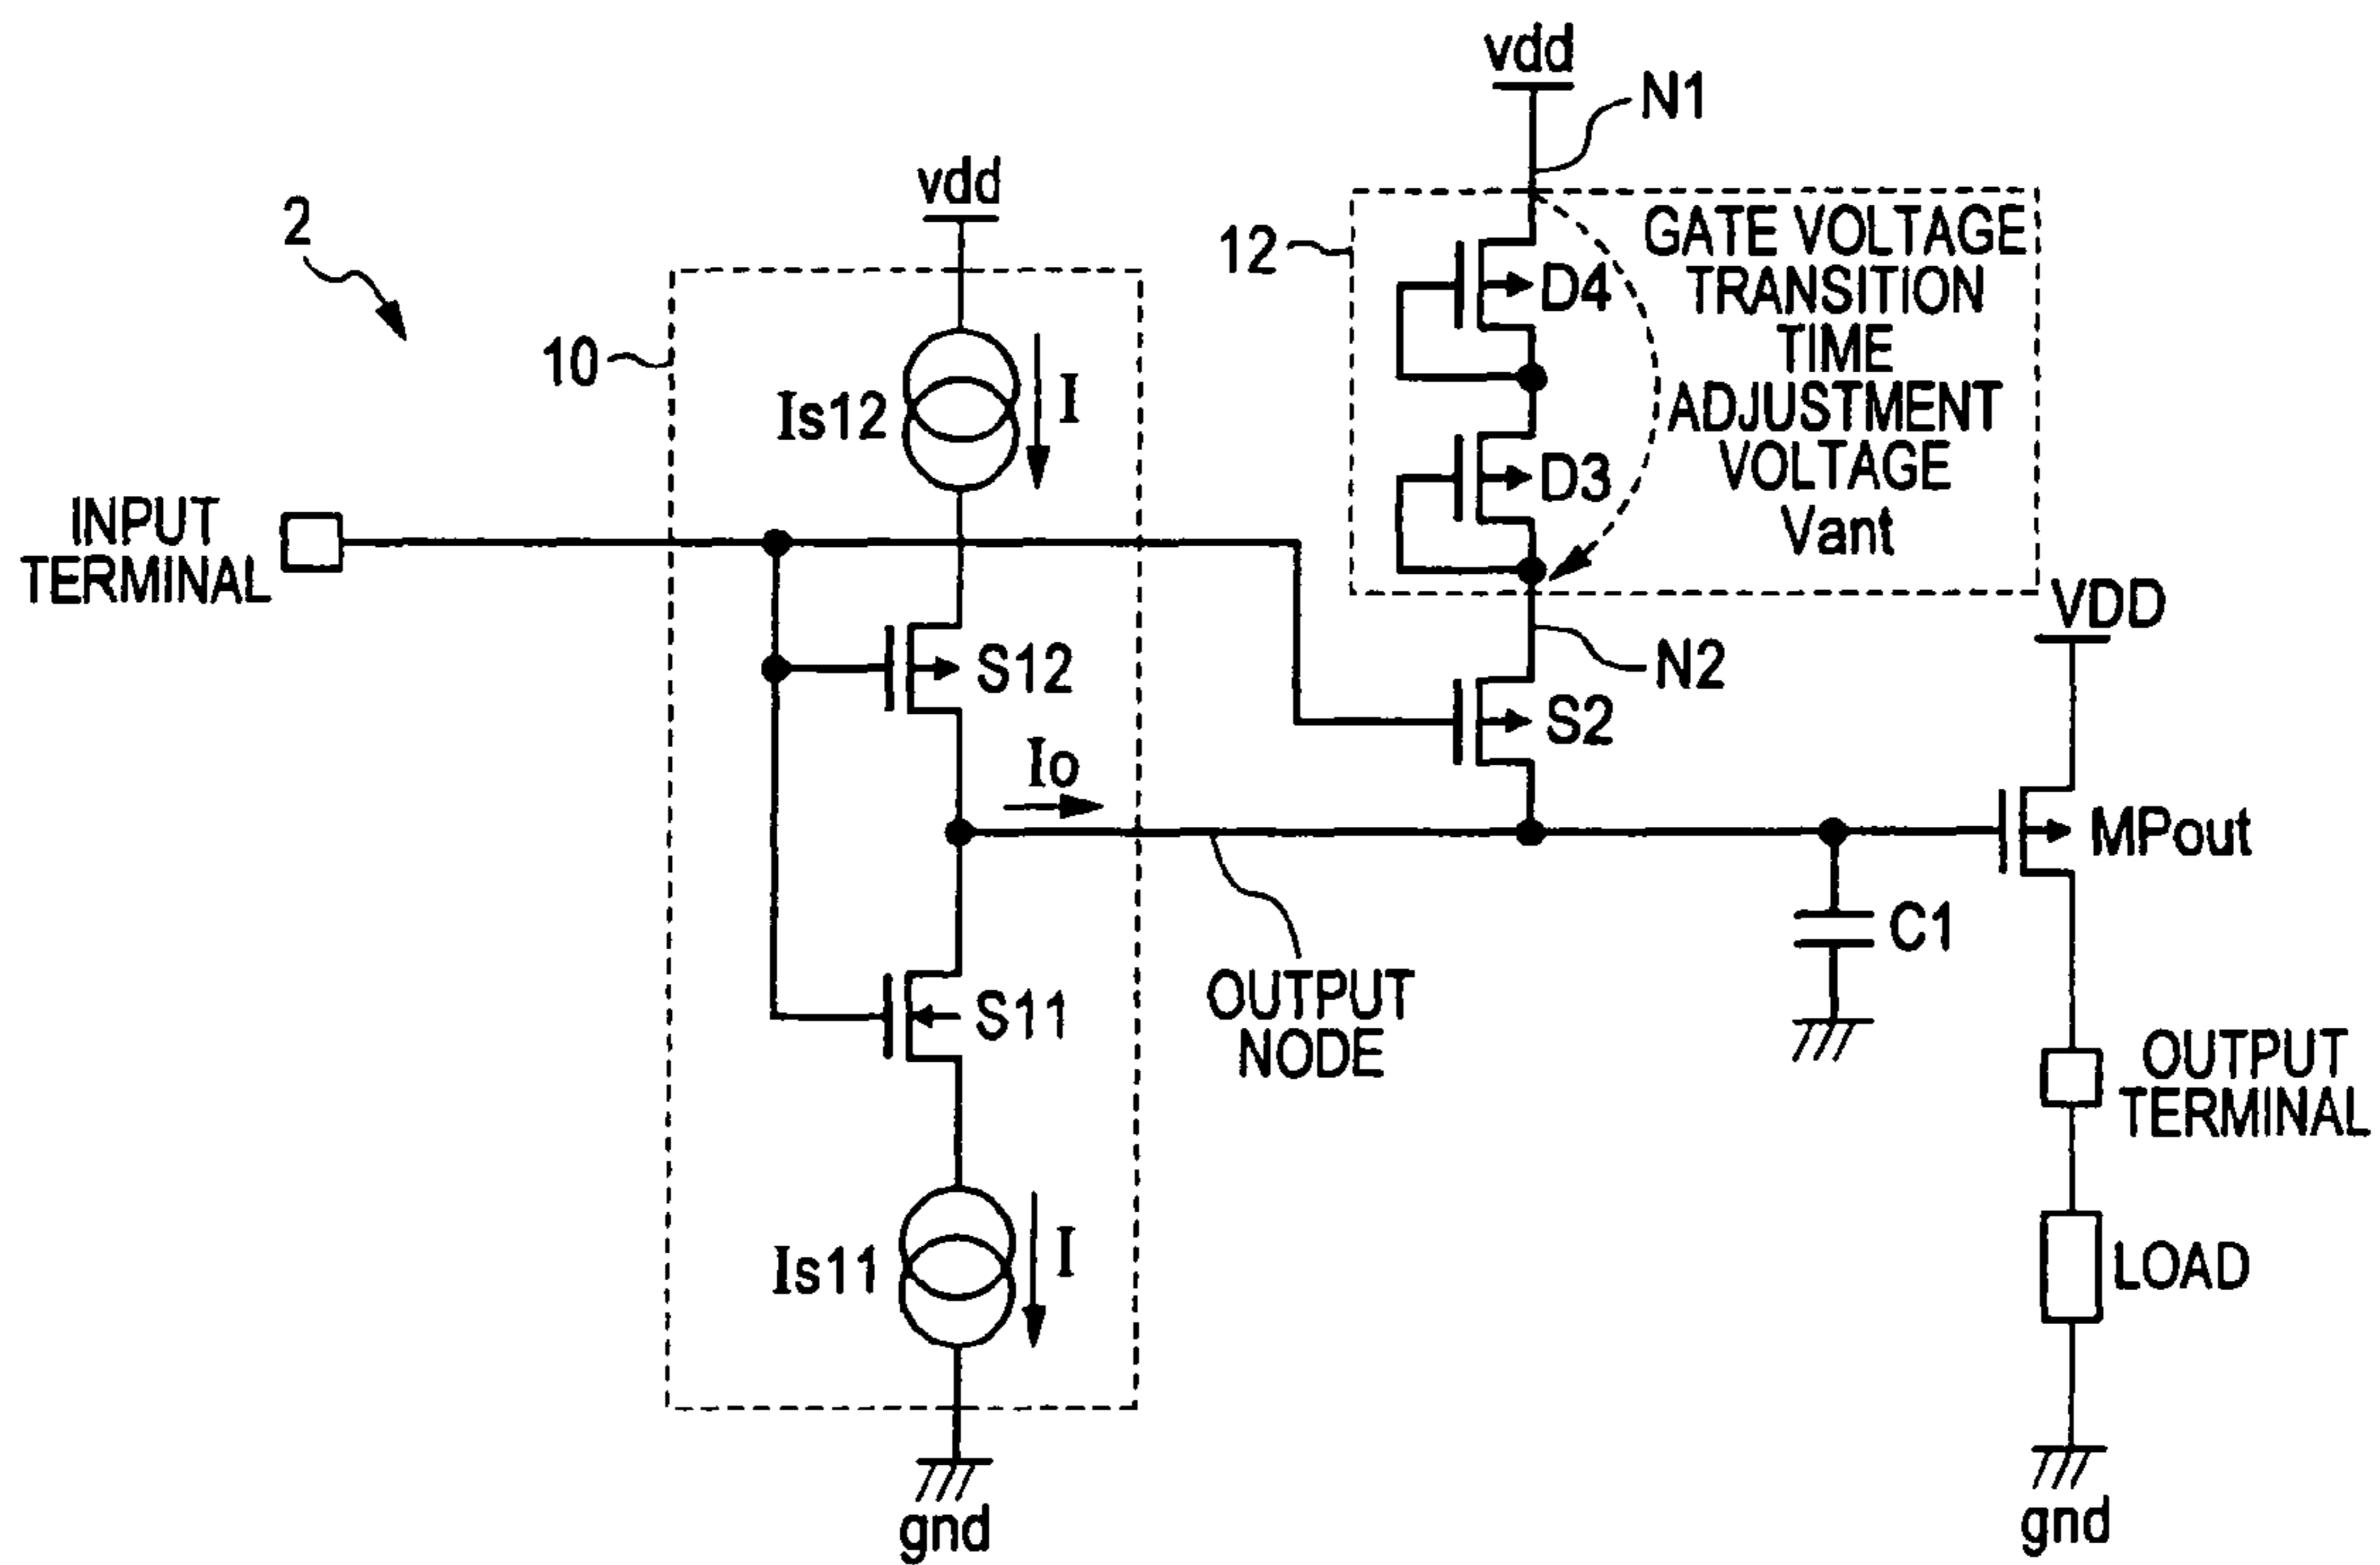 vdd
N1
vdd
2
12
GATE VOLTAGE
TRANSITION
TIME
ADJUSTMENT
VOLTAGE
Vant
D4
10
Is12
I
D3
INPUT
TERMINAL
VDD
S12
N2
S2
Io
MPout
C1
S11
OUTPUT
NODE
OUTPUT
TERMINAL
Is11
I
LOAD
gnd
gnd